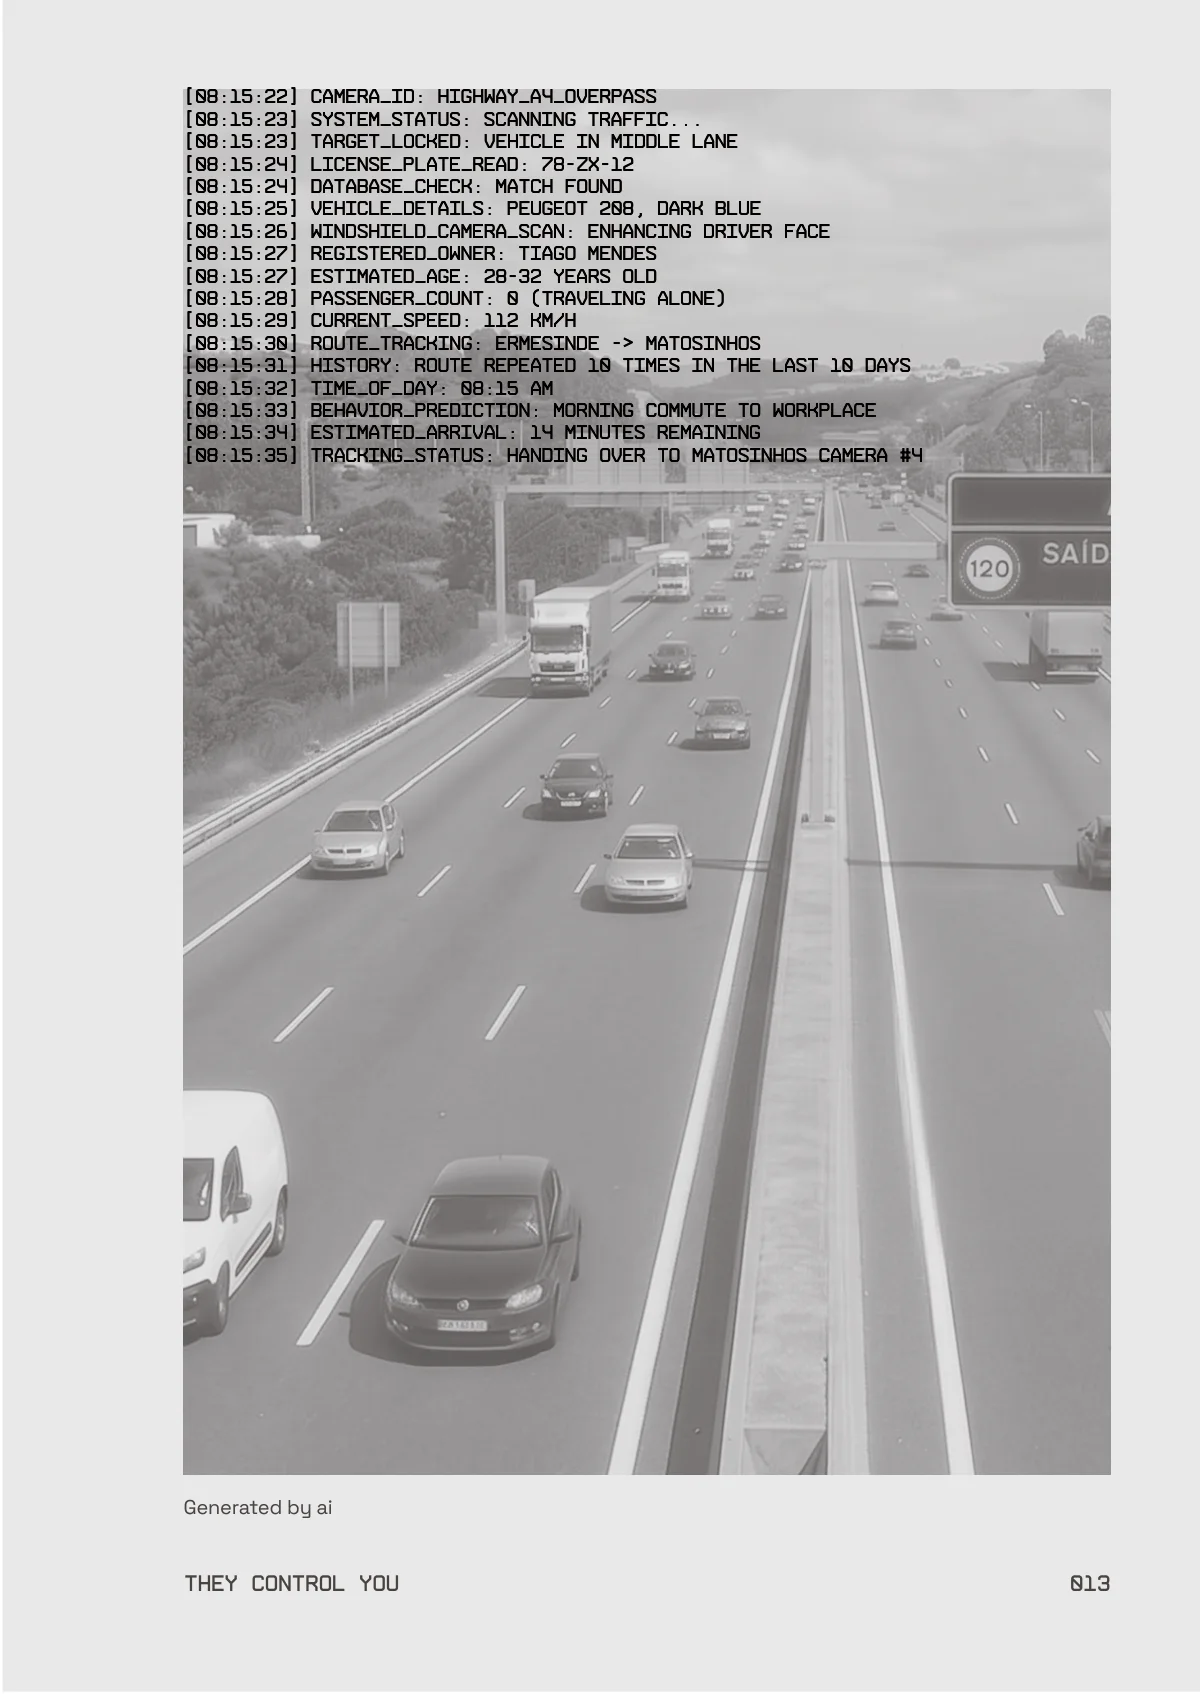 [08:15:22] CAMERA_ID: HIGHWAY_A4_OVERPASS
[08:15:23] SYSTEM_STATUS: SCANNING TRAFFIC...
[08:15:23] TARGET_LOCKED: VEHICLE IN MIDDLE LANE
[08:15:24] LICENSE_PLATE_READ: 78-ZX-12
[08:15:24] DATABASE_CHECK: MATCH FOUND
[08:15:25] VEHICLE_DETAILS: PEUGEOT 208, DARK BLUE
[08:15:26] WINDSHIELD_CAMERA_SCAN: ENHANCING DRIVER FACE
[08:15:27] REGISTERED_OWNER: TIAGO MENDES
[08:15:27] ESTIMATED_AGE: 28-32 YEARS OLD
[08:15:28] PASSENGER_COUNT: 0 (TRAVELING ALONE)
[08:15:29] CURRENT_SPEED: 112 KM/H
[08:15:30] ROUTE_TRACKING: ERMESINDE -> MATOSINHOS
[08:15:31] HISTORY: ROUTE REPEATED 10 TIMES IN THE LAST 10 DAYS
[08:15:32] TIME_OF_DAY: 08:15 AM
[08:15:33] BEHAVIOR_PREDICTION: MORNING COMMUTE TO WORKPLACE
[08:15:34] ESTIMATED_ARRIVAL: 14 MINUTES REMAINING
[08:15:35] TRACKING_STATUS: HANDING OVER TO MATOSINHOS CAMERA #4
120 SAÍD
Generated by ai
THEY CONTROL YOU 013